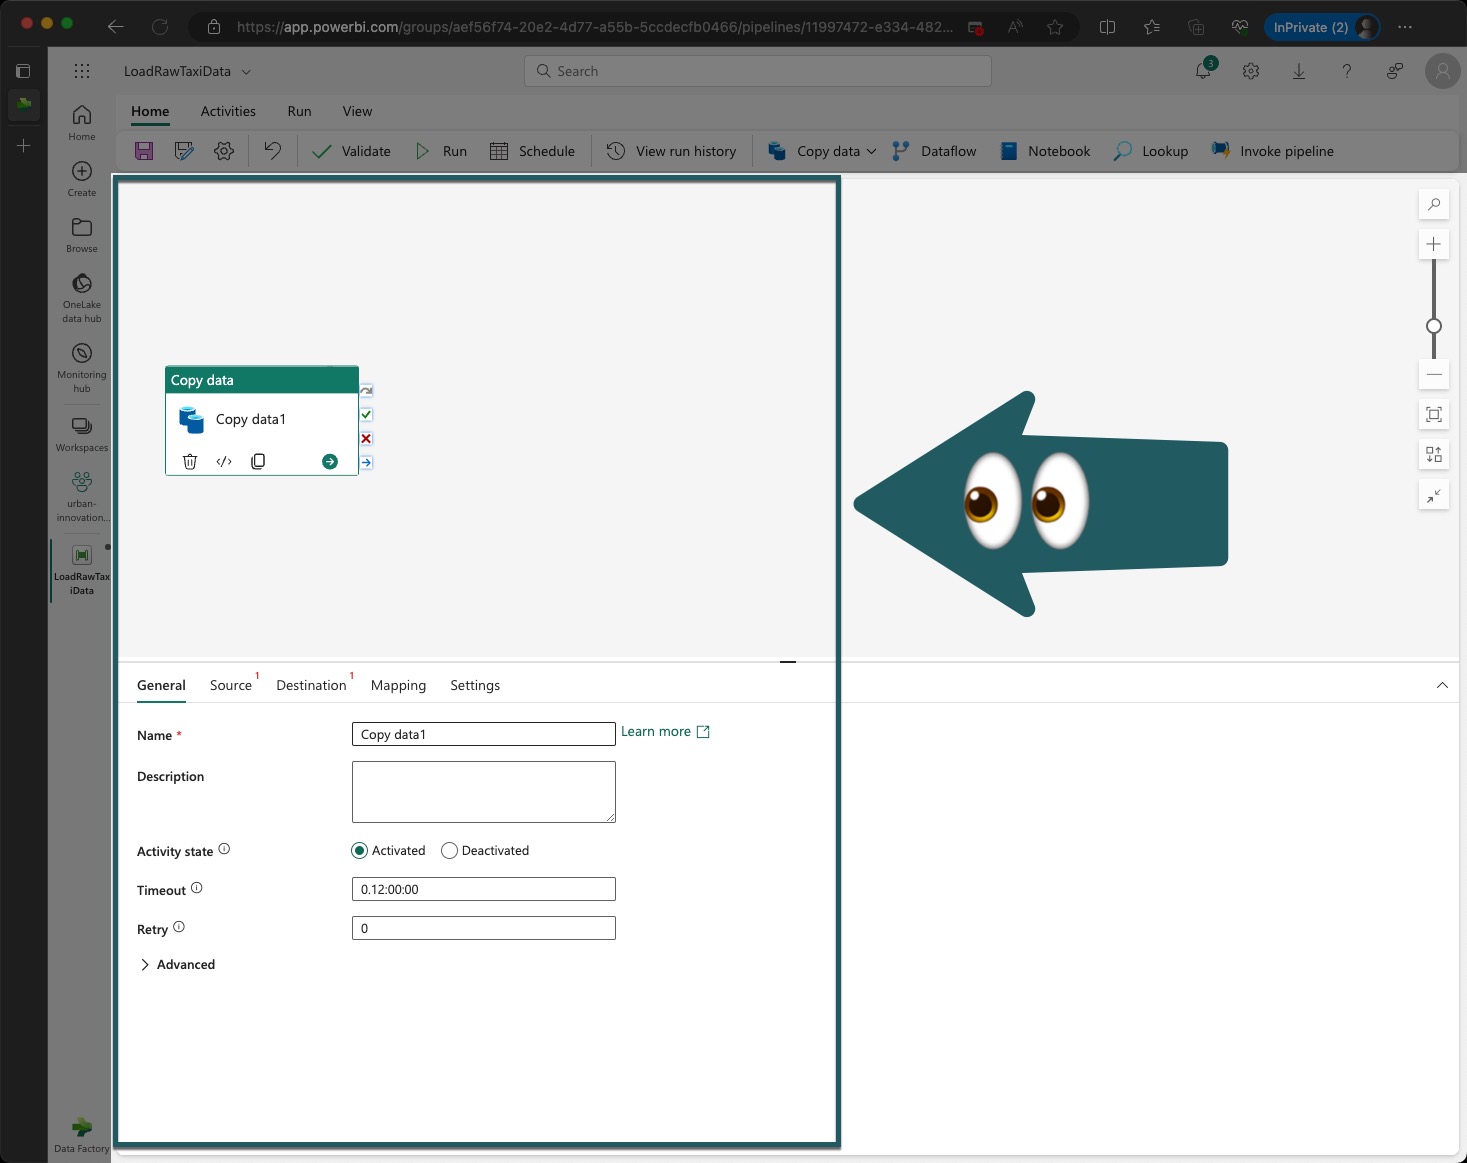 https://app.powerbi.com/groups/aef56f74-20e2-4d77-a55b-5ccdecfb0466/pipelines/11997472-e334-482...
InPrivate (2)
LoadRawTaxiData
Search
3
Home
Activities
Run
View
Validate
Run
Schedule
View run history
Copy data
Dataflow
Notebook
Lookup
Invoke pipeline
Home
Create
Browse
OneLake
data hub
Monitoring
hub
Workspaces
urban-
innovation...
LoadRawTax
iData
Data Factory
Copy data
Copy data1
General
Source 1
Destination 1
Mapping
Settings
Name *
Copy data1
Learn more
Description
Activity state
Activated
Deactivated
Timeout
0.12:00:00
Retry
0
Advanced